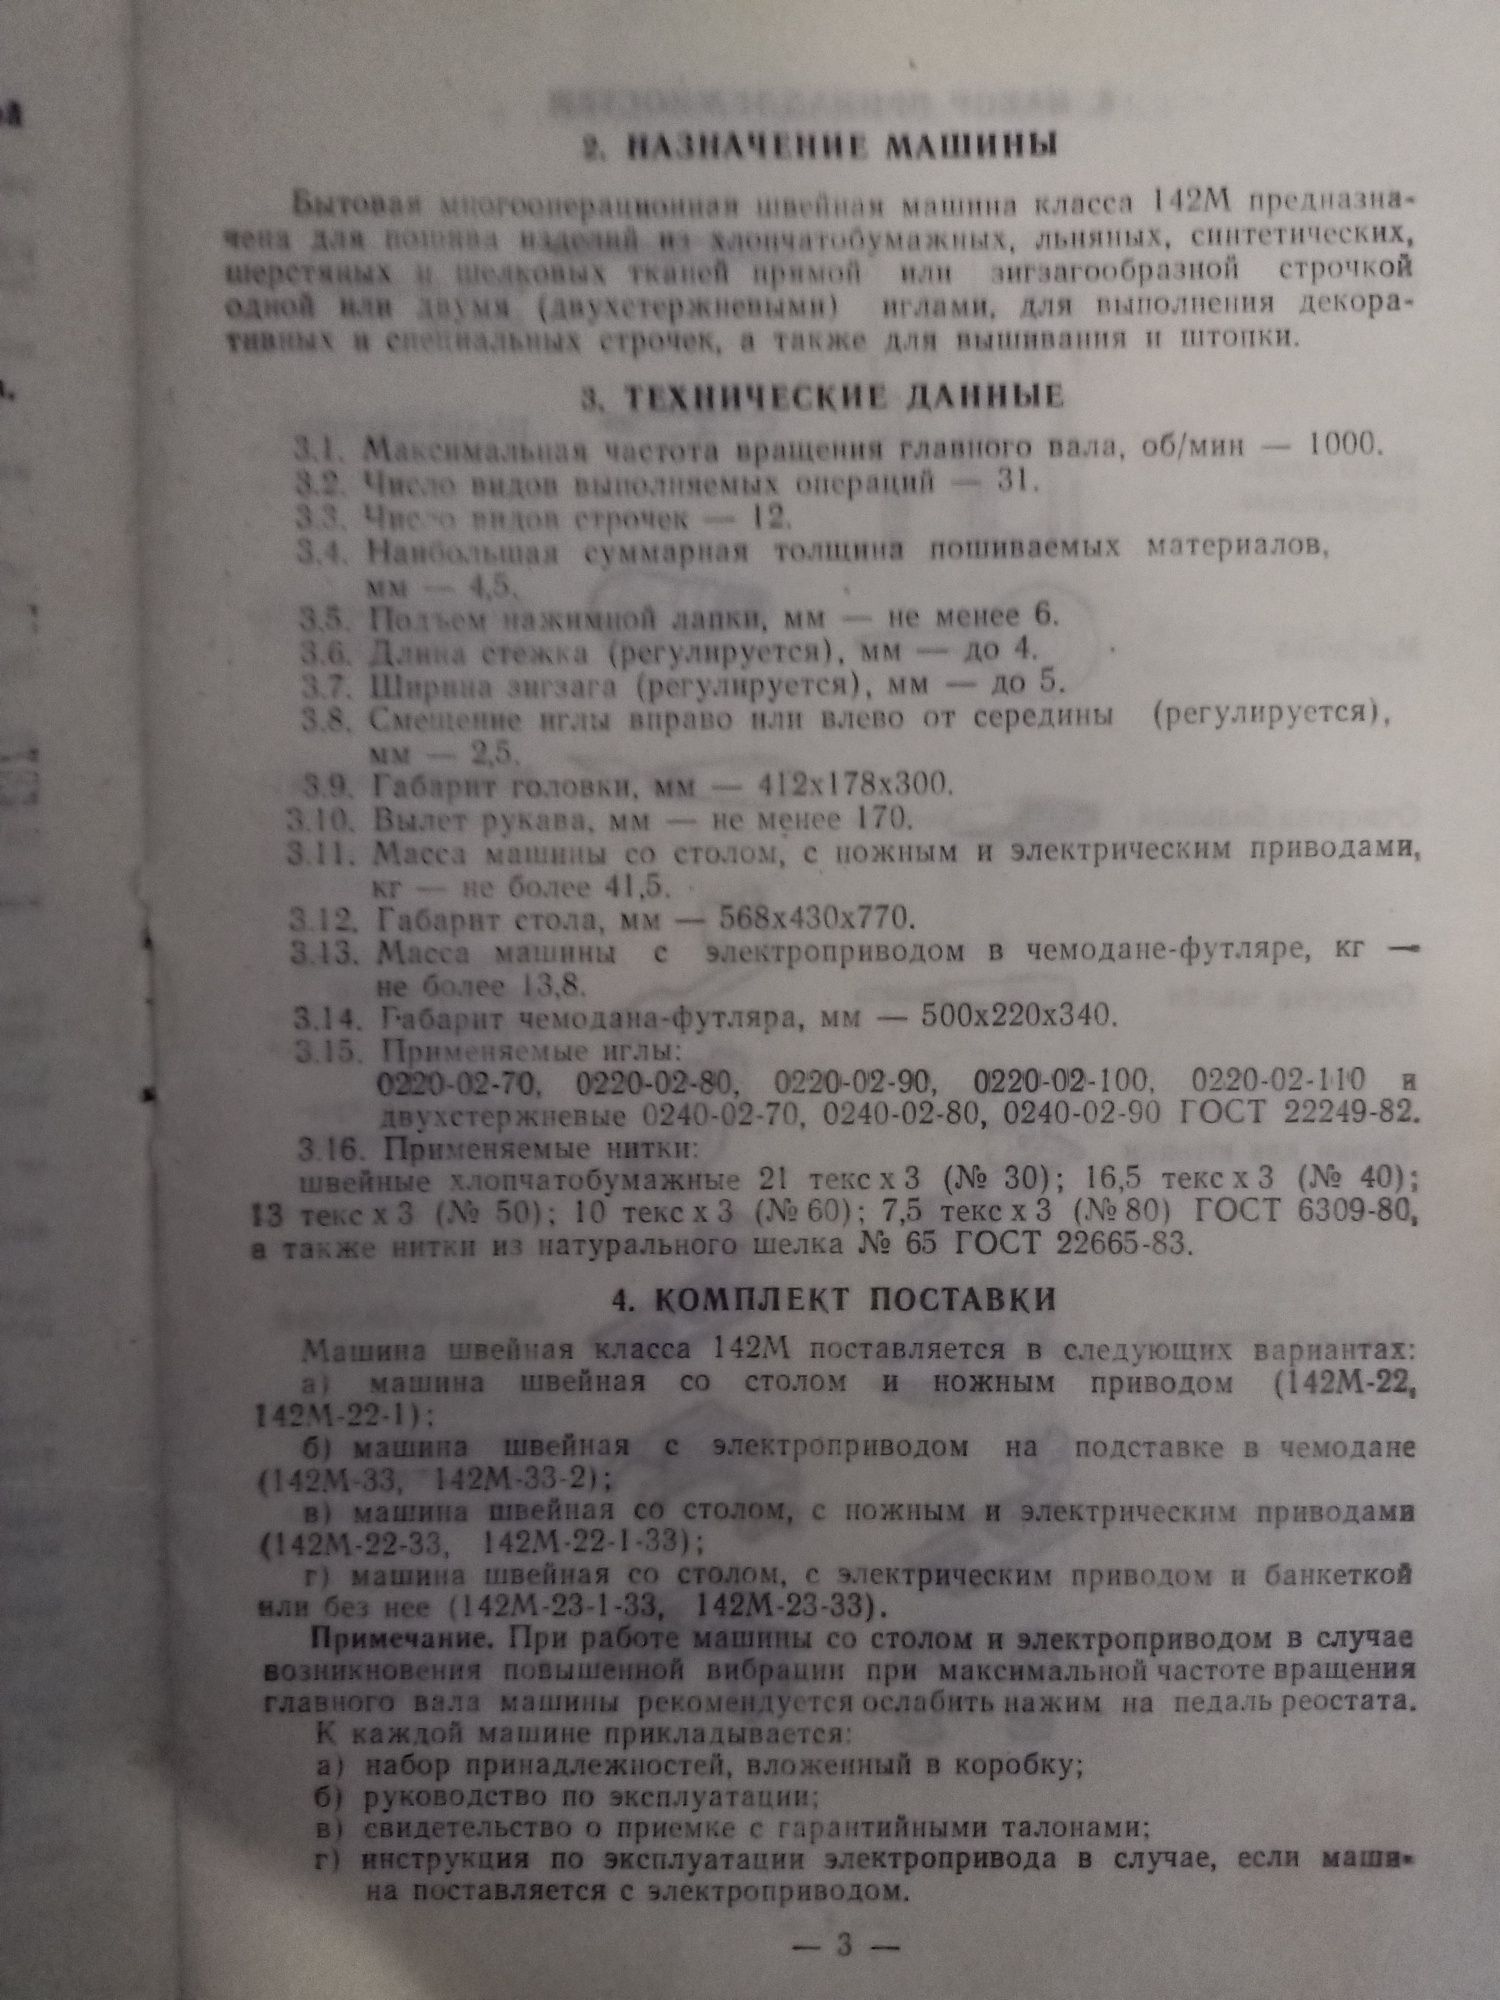 2. НАЗНАЧЕНИЕ МАШИНЫ
Бытовая многооперационная швейная машина класса 142М предназна-
чена для пошива изделий из хлопчатобумажных, льняных, синтетических,
шерстяных и шелковых тканей прямой или зигзагообразной строчкой
одной или двумя (двухстержневыми) иглами, для выполнения декора-
тивных и специальных строчек, а также для вышивания и штопки.
3. ТЕХНИЧЕСКИЕ ДАННЫЕ
3.1. Максимальная частота вращения главного вала, об/мин — 1000.
3.2. Число видов выполняемых операций — 31.
3.3. Число видов строчек — 12.
3.4. Наибольшая суммарная толщина пошиваемых материалов,
мм — 4,5.
3.5. Подъем нажимной лапки, мм — не менее 6.
3.6. Длина стежка (регулируется), мм — до 4.
3.7. Ширина зигзага (регулируется), мм — до 5.
3.8. Смещение иглы вправо или влево от середины (регулируется),
мм — 2,5.
3.9. Габарит головки, мм — 412х178х300.
3.10. Вылет рукава, мм — не менее 170.
3.11. Масса машины со столом, с ножным и электрическим приводами,
кг — не более 41,5.
3.12. Габарит стола, мм — 568х430х770.
3.13. Масса машины с электроприводом в чемодане-футляре, кг —
не более 13,8.
3.14. Габарит чемодана-футляра, мм — 500х220х340.
3.15. Применяемые иглы:
0220-02-70, 0220-02-80, 0220-02-90, 0220-02-100, 0220-02-110 и
двухстержневые 0240-02-70, 0240-02-80, 0240-02-90 ГОСТ 22249-82.
3.16. Применяемые нитки:
швейные хлопчатобумажные 21 текс х 3 (№ 30); 16,5 текс х 3 (№ 40);
13 текс х 3 (№ 50); 10 текс х 3 (№ 60); 7,5 текс х 3 (№ 80) ГОСТ 6309-80,
а также нитки из натурального шелка № 65 ГОСТ 22665-83.
4. КОМПЛЕКТ ПОСТАВКИ
Машина швейная класса 142М поставляется в следующих вариантах:
а) машина швейная со столом и ножным приводом (142М-22,
142М-22-1);
б) машина швейная с электроприводом на подставке в чемодане
(142М-33, 142М-33-2);
в) машина швейная со столом, с ножным и электрическим приводами
(142М-22-33, 142М-22-1-33);
г) машина швейная со столом, с электрическим приводом и банкеткой
или без нее (142М-23-1-33, 142М-23-33).
Примечание. При работе машины со столом и электроприводом в случае
возникновения повышенной вибрации при максимальной частоте вращения
главного вала машины рекомендуется ослабить нажим на педаль реостата.
К каждой машине прикладывается:
а) набор принадлежностей, вложенный в коробку;
б) руководство по эксплуатации;
в) свидетельство о приемке с гарантийными талонами;
г) инструкция по эксплуатации электропривода в случае, если маши-
на поставляется с электроприводом.
— 3 —